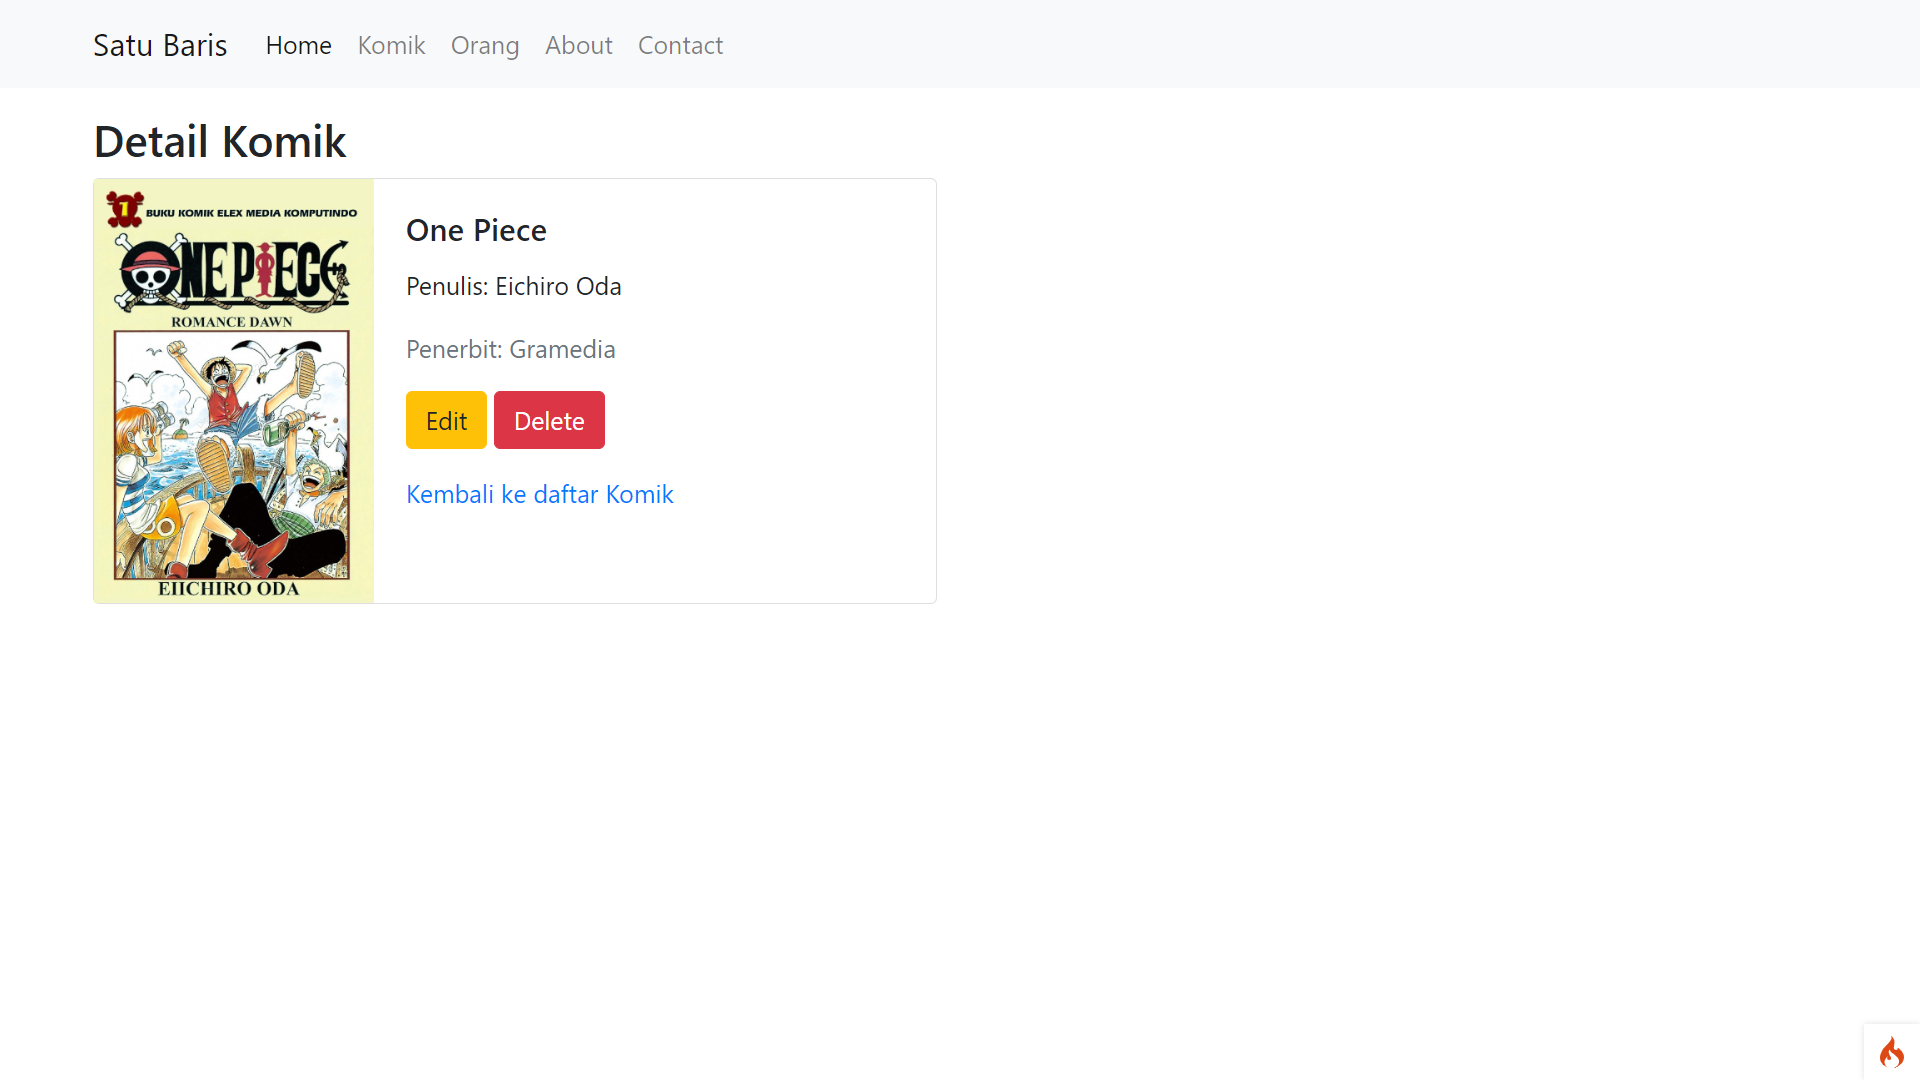 Satu Baris Home Komik Orang About Contact
Detail Komik
1 BUKU KOMIK ELEX MEDIA KOMPUTINDO
ONE PIECE
ROMANCE DAWN
EIICHIRO ODA
One Piece
Penulis: Eichiro Oda
Penerbit: Gramedia
Edit Delete
Kembali ke daftar Komik